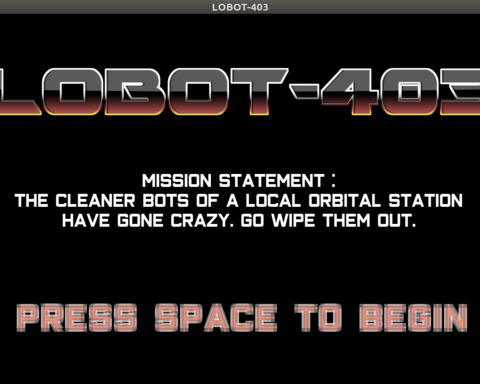 LOBOT-403
LOBOT-403
MISSION STATEMENT :
THE CLEANER BOTS OF A LOCAL ORBITAL STATION
HAVE GONE CRAZY. GO WIPE THEM OUT.
PRESS SPACE TO BEGIN